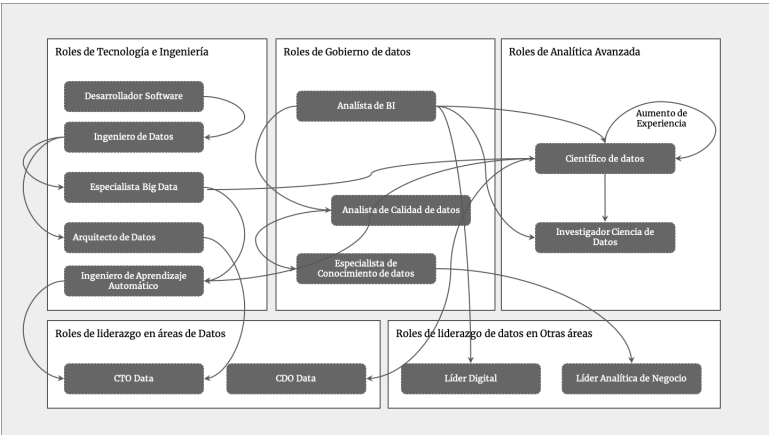 Roles de Tecnología e Ingeniería
Desarrollador Software
Ingeniero de Datos
Especialista Big Data
Arquitecto de Datos
Ingeniero de Aprendizaje
Automático
Roles de Gobierno de datos
Analísta de BI
Analista de Calidad de datos
Especialista de
Conocimiento de datos
Roles de Analítica Avanzada
Aumento de
Experiencia
Científico de datos
Investigador Ciencia de
Datos
Roles de liderazgo en áreas de Datos
CTO Data
CDO Data
Roles de liderazgo de datos en Otras áreas
Líder Digital
Líder Analítica de Negocio